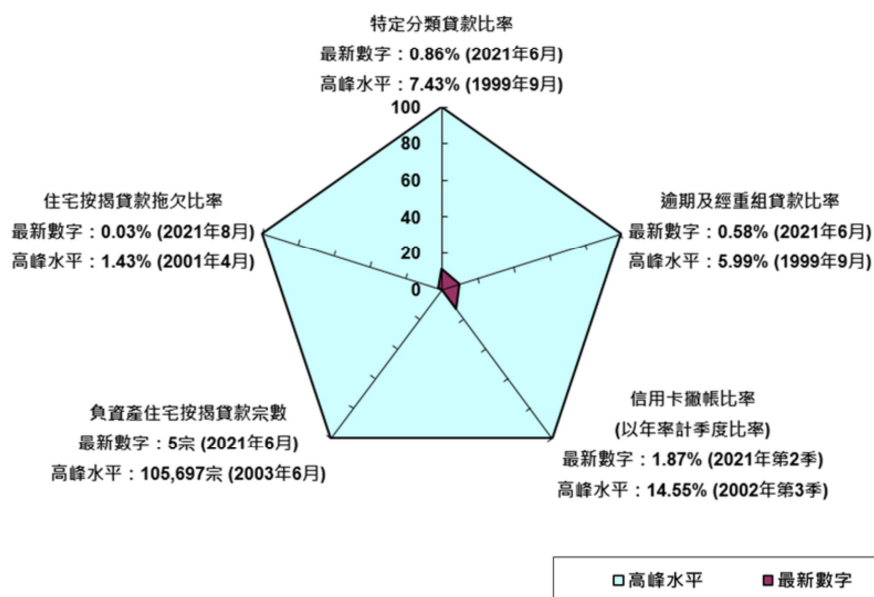 特定分類貸款比率
最新數字：0.86% (2021年6月)
高峰水平：7.43% (1999年9月)
100
80
60
40
20
0
住宅按揭貸款拖欠比率
最新數字：0.03% (2021年8月)
高峰水平：1.43% (2001年4月)
逾期及經重組貸款比率
最新數字：0.58% (2021年6月)
高峰水平：5.99% (1999年9月)
負資產住宅按揭貸款宗數
最新數字：5宗 (2021年6月)
高峰水平：105,697宗 (2003年6月)
信用卡撇帳比率
(以年率計季度比率)
最新數字：1.87% (2021年第2季)
高峰水平：14.55% (2002年第3季)
高峰水平
最新數字